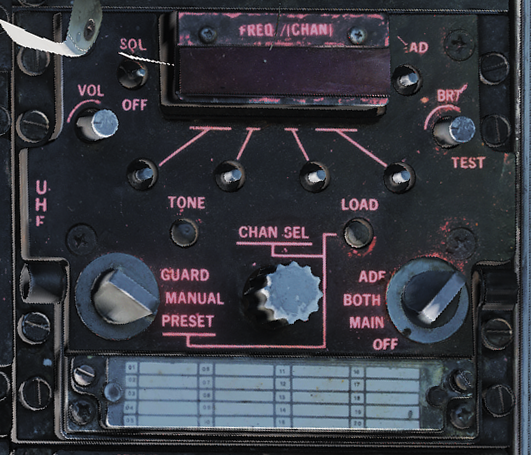 FREQ/(CHAN)
SQL
OFF
VOL
BRT
TEST
UHF
TONE
LOAD
CHAN SEL
GUARD
MANUAL
PRESET
ADF
BOTH
MAIN
OFF
01